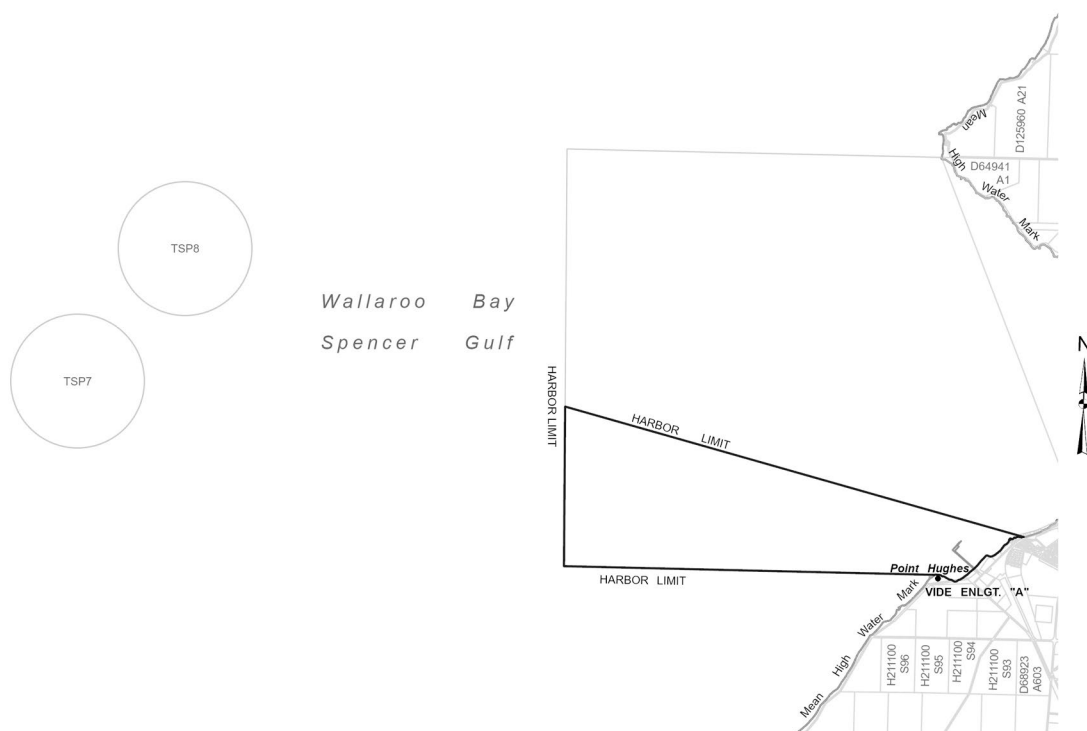 D125960 A21
Mean
High
Water
Mark
D64941
A1
TSP8
Wallaroo Bay
Spencer Gulf
N
TSP7
HARBOR LIMIT
HARBOR LIMIT
Point Hughes
HARBOR LIMIT
VIDE ENLGT. "A"
Mean High Water Mark
H211100
S96
H211100
S95
H211100
S94
H211100
S93
D68923
A603